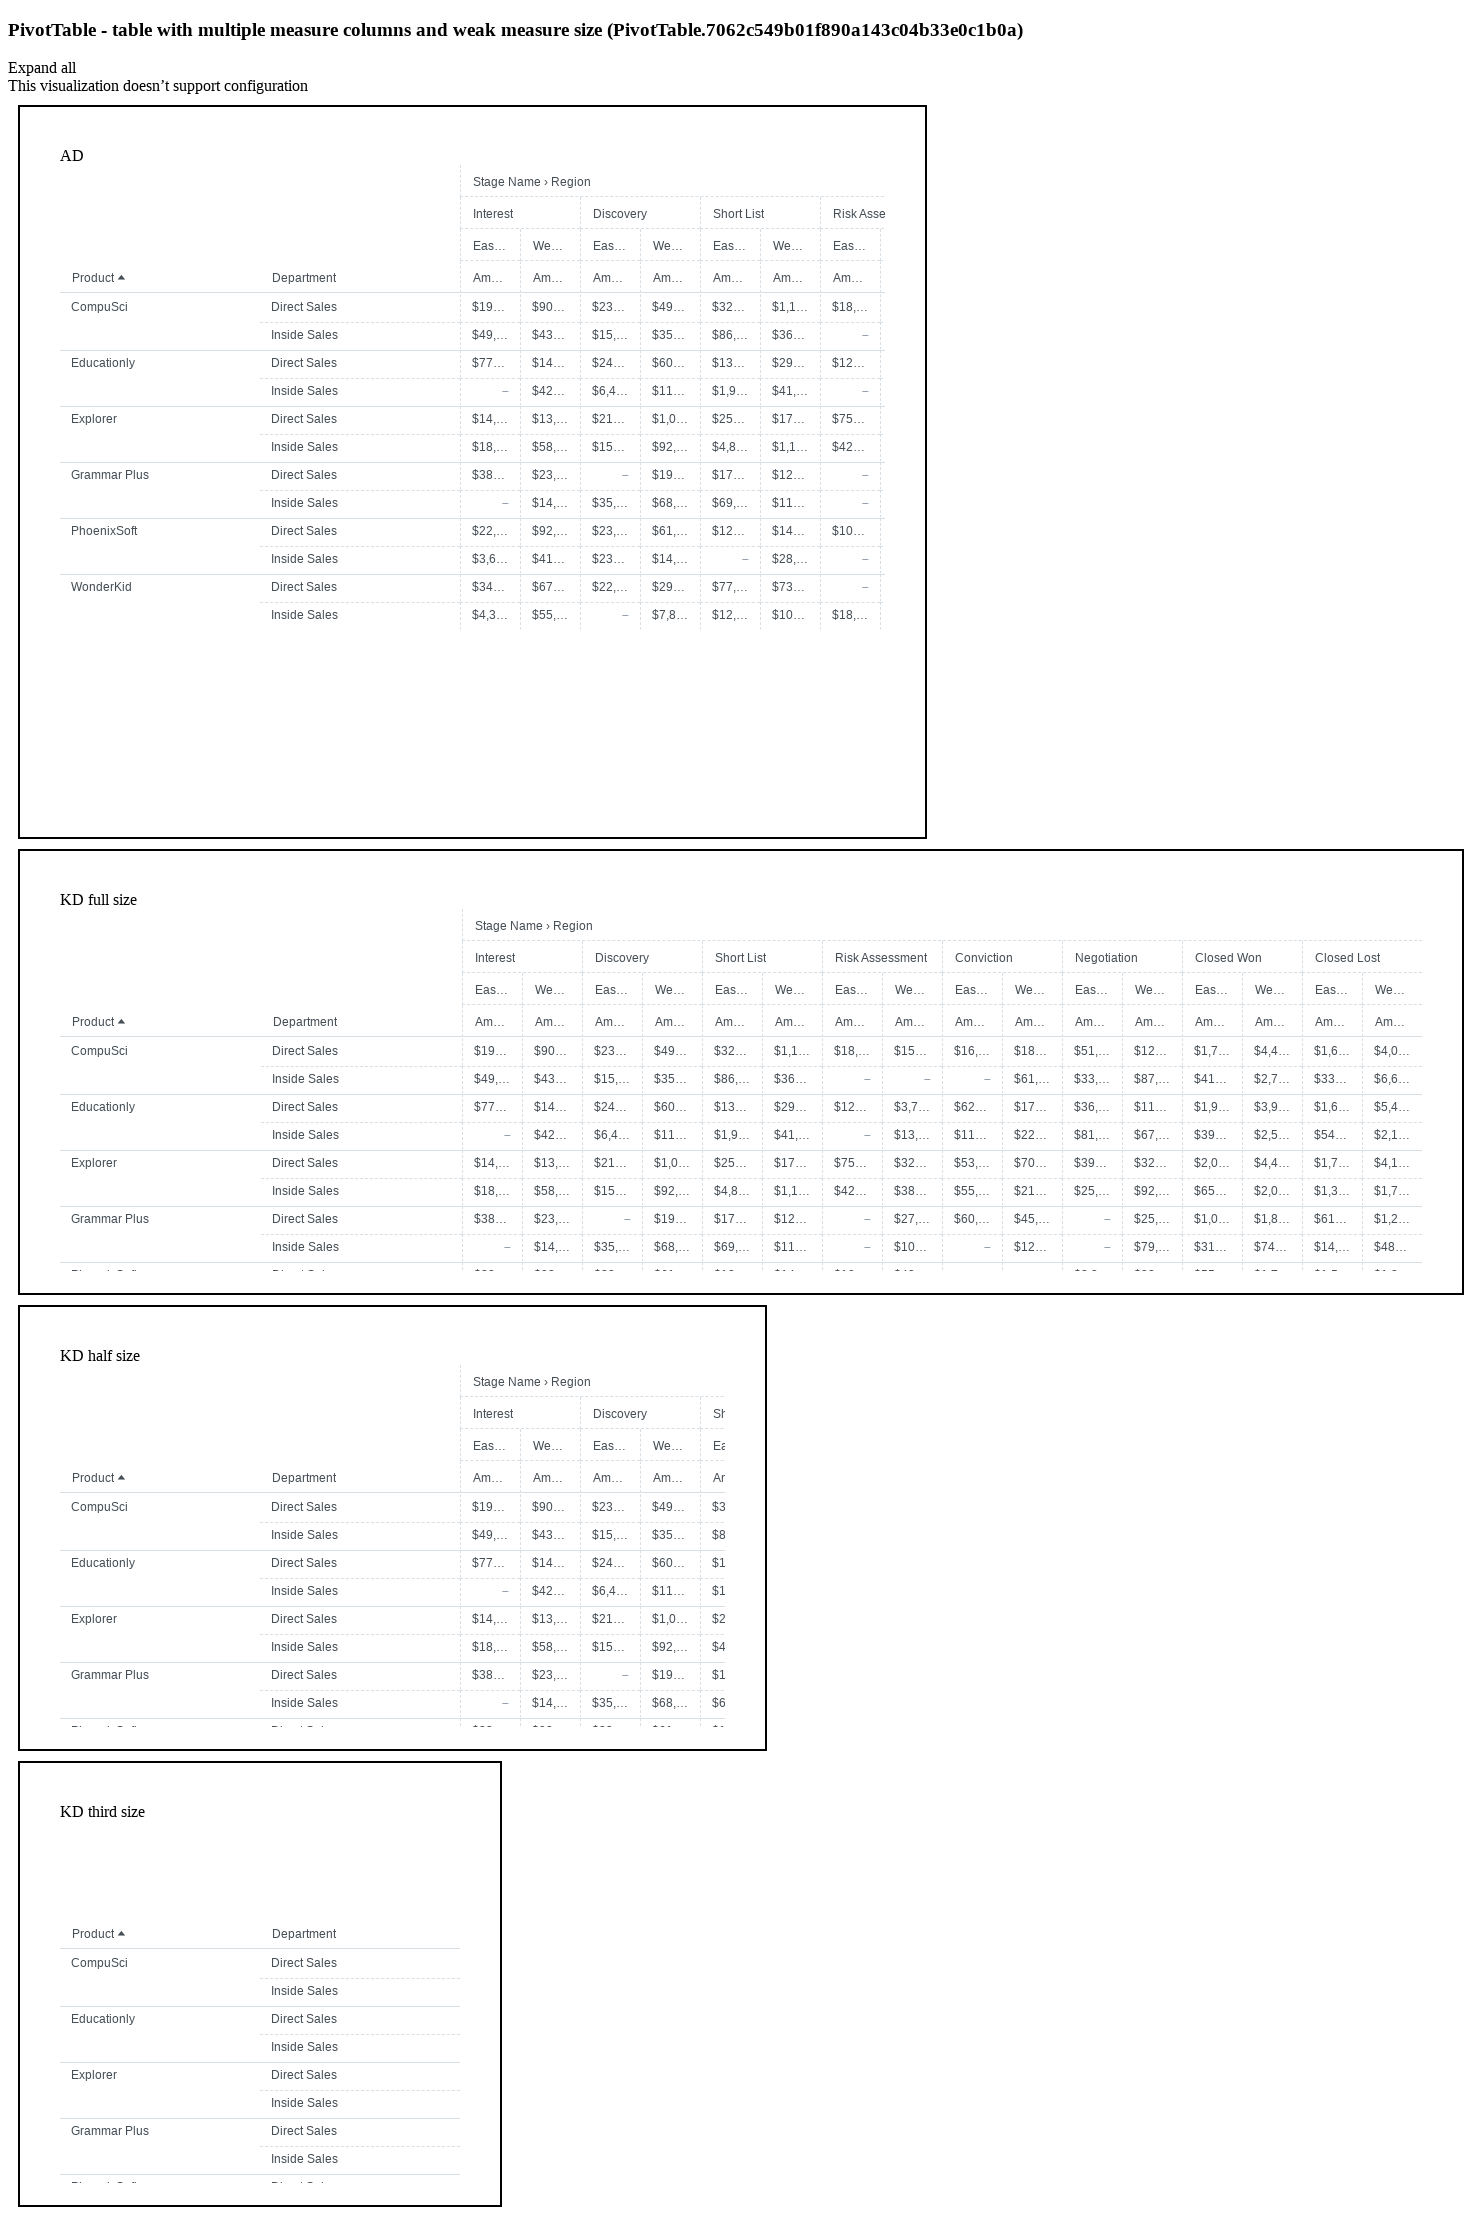 PivotTable - table with multiple measure columns and weak measure size (PivotTable.7062c549b01f890a143c04b33e0c1b0a)
Expand all
This visualization doesn’t support configuration
AD
Stage Name › Region
Interest Discovery Short List Risk Asse
Eas… We… Eas… We… Eas… We… Eas…
Product Department Am… Am… Am… Am… Am… Am… Am…
CompuSci Direct Sales $19… $90… $23… $49… $32… $1,1… $18,…
Inside Sales $49,… $43… $15,… $35… $86,… $36… –
Educationly Direct Sales $77… $14… $24… $60… $13… $29… $12…
Inside Sales – $42… $6,4… $11… $1,9… $41,… –
Explorer Direct Sales $14,… $13,… $21… $1,0… $25… $17… $75…
Inside Sales $18,… $58,… $15… $92,… $4,8… $1,1… $42…
Grammar Plus Direct Sales $38… $23,… – $19… $17… $12… –
Inside Sales – $14,… $35,… $68,… $69,… $11… –
PhoenixSoft Direct Sales $22,… $92,… $23,… $61,… $12… $14… $10…
Inside Sales $3,6… $41… $23… $14,… – $28,… –
WonderKid Direct Sales $34… $67… $22,… $29… $77,… $73… –
Inside Sales $4,3… $55,… – $7,8… $12,… $10… $18,…
KD full size
Stage Name › Region
Interest Discovery Short List Risk Assessment Conviction Negotiation Closed Won Closed Lost
Eas… We… Eas… We… Eas… We… Eas… We… Eas… We… Eas… We… Eas… We… Eas… We…
Product Department Am… Am… Am… Am… Am… Am… Am… Am… Am… Am… Am… Am… Am… Am… Am… Am…
CompuSci Direct Sales $19… $90… $23… $49… $32… $1,1… $18,… $15… $16,… $18… $51,… $12… $1,7… $4,4… $1,6… $4,0…
Inside Sales $49,… $43… $15,… $35… $86,… $36… – – – $61,… $33,… $87,… $41… $2,7… $33… $6,6…
Educationly Direct Sales $77… $14… $24… $60… $13… $29… $12… $3,7… $62… $17… $36,… $11… $1,9… $3,9… $1,6… $5,4…
Inside Sales – $42… $6,4… $11… $1,9… $41,… – $13,… $11… $22… $81,… $67,… $39… $2,5… $54… $2,1…
Explorer Direct Sales $14,… $13,… $21… $1,0… $25… $17… $75… $32… $53,… $70… $39… $32… $2,0… $4,4… $1,7… $4,1…
Inside Sales $18,… $58,… $15… $92,… $4,8… $1,1… $42… $38… $55,… $21… $25,… $92,… $65… $2,0… $1,3… $1,7…
Grammar Plus Direct Sales $38… $23,… – $19… $17… $12… – $27,… $60,… $45,… – $25,… $1,0… $1,8… $61… $1,2…
Inside Sales – $14,… $35,… $68,… $69,… $11… – $10… – $12… – $79,… $31… $74… $14,… $48…
KD half size
Stage Name › Region
Interest Discovery Sh
Eas… We… Eas… We… Ea
Product Department Am… Am… Am… Am… Am
CompuSci Direct Sales $19… $90… $23… $49… $3
Inside Sales $49,… $43… $15,… $35… $8
Educationly Direct Sales $77… $14… $24… $60… $1
Inside Sales – $42… $6,4… $11… $1
Explorer Direct Sales $14,… $13,… $21… $1,0… $2
Inside Sales $18,… $58,… $15… $92,… $4
Grammar Plus Direct Sales $38… $23,… – $19… $1
Inside Sales – $14,… $35,… $68,… $6
KD third size
Product Department
CompuSci Direct Sales
Inside Sales
Educationly Direct Sales
Inside Sales
Explorer Direct Sales
Inside Sales
Grammar Plus Direct Sales
Inside Sales